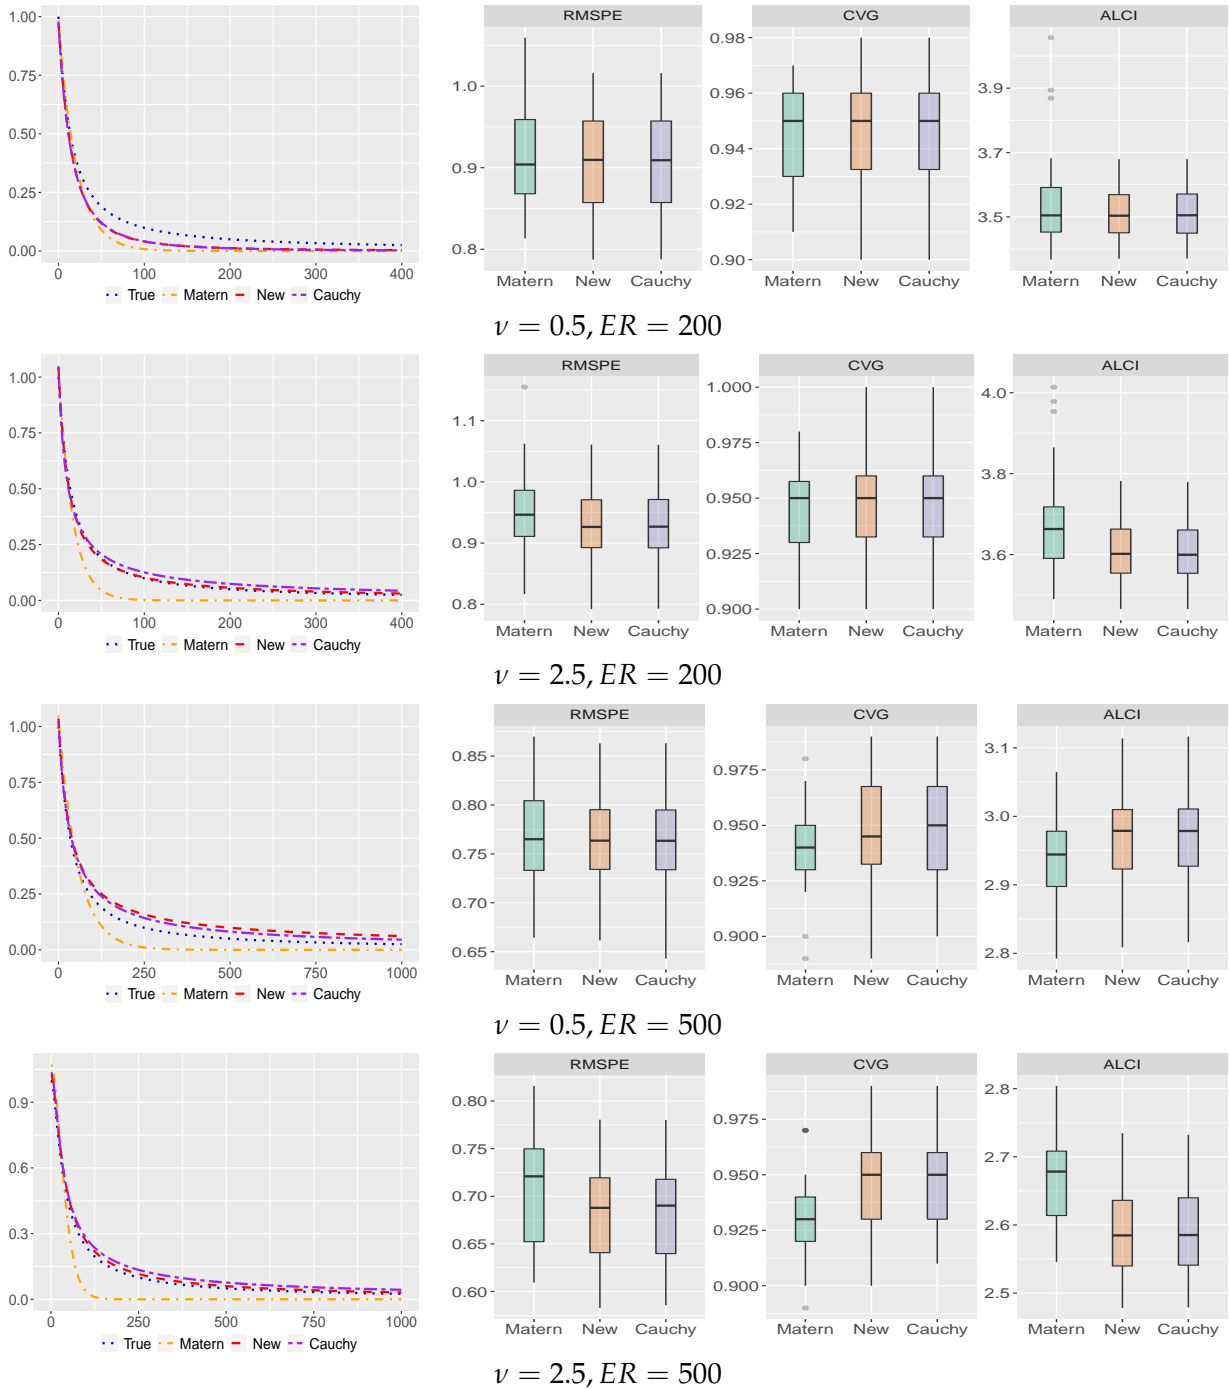 RMSPE CVG ALCI
1.00
0.75
0.50
0.25
0.00
0 100 200 300 400
True Matern New Cauchy
1.0
0.9
0.8
Matern New Cauchy
0.98
0.96
0.94
0.92
0.90
Matern New Cauchy
3.9
3.7
3.5
Matern New Cauchy
ν = 0.5, ER = 200
RMSPE CVG ALCI
1.00
0.75
0.50
0.25
0.00
0 100 200 300 400
True Matern New Cauchy
1.1
1.0
0.9
0.8
Matern New Cauchy
1.000
0.975
0.950
0.925
0.900
Matern New Cauchy
4.0
3.8
3.6
Matern New Cauchy
ν = 2.5, ER = 200
RMSPE CVG ALCI
1.00
0.75
0.50
0.25
0.00
0 250 500 750 1000
True Matern New Cauchy
0.85
0.80
0.75
0.70
0.65
Matern New Cauchy
0.975
0.950
0.925
0.900
Matern New Cauchy
3.1
3.0
2.9
2.8
Matern New Cauchy
ν = 0.5, ER = 500
RMSPE CVG ALCI
0.9
0.6
0.3
0.0
0 250 500 750 1000
True Matern New Cauchy
0.80
0.75
0.70
0.65
0.60
Matern New Cauchy
0.975
0.950
0.925
0.900
Matern New Cauchy
2.8
2.7
2.6
2.5
Matern New Cauchy
ν = 2.5, ER = 500